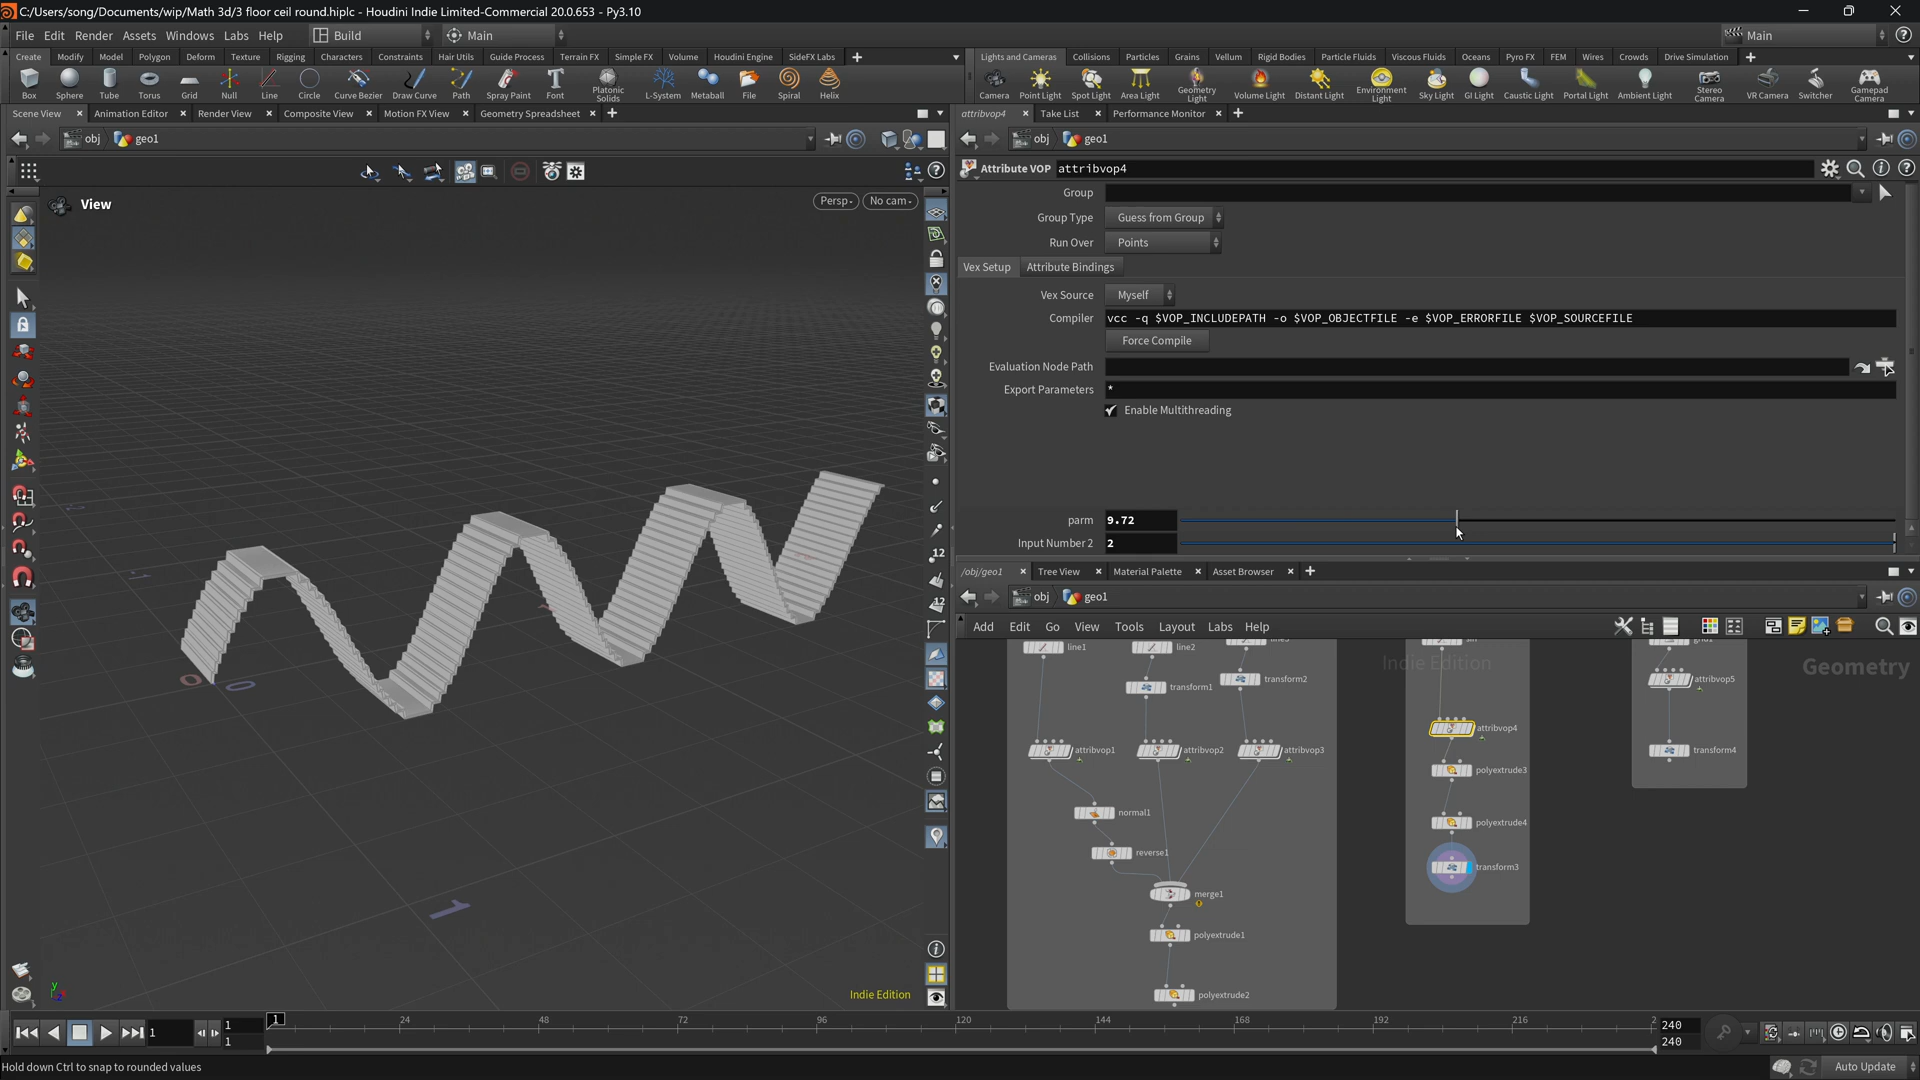 C:/Users/song/Documents/wip/Math 3d/3 floor ceil round.hiplc - Houdini Indie Limited-Commercial 20.0.653 - Py3.10
File Edit Render Assets Windows Labs Help Build Main Main
Create Modify Model Polygon Deform Texture Rigging Characters Constraints Hair Utils Guide Process Terrain FX Simple FX Volume Houdini Engine SideFX Labs
Lights and Cameras Collisions Particles Grains Vellum Rigid Bodies Particle Fluids Viscous Fluids Oceans Pyro FX FEM Wires Crowds Drive Simulation
Box Sphere Tube Torus Grid Null Line Circle Curve Bezier Draw Curve Path Spray Paint Font Platonic Solids L-System Metaball File Spiral Helix
Camera Point Light Spot Light Area Light Geometry Light Volume Light Distant Light Environment Light Sky Light GI Light Caustic Light Portal Light Ambient Light Stereo Camera VR Camera Switcher Gamepad Camera
Scene View Animation Editor Render View Composite View Motion FX View Geometry Spreadsheet
attribvop4 Take List Performance Monitor
obj geo1
obj geo1
Attribute VOP attribvop4
View
Persp No cam
Group
Group Type Guess from Group
Run Over Points
Vex Setup Attribute Bindings
Vex Source Myself
Compiler vcc -q $VOP_INCLUDEPATH -o $VOP_OBJECTFILE -e $VOP_ERRORFILE $VOP_SOURCEFILE
Force Compile
Evaluation Node Path
Export Parameters *
Enable Multithreading
parm 9.72
Input Number 2 2
/obj/geo1 Tree View Material Palette Asset Browser
obj geo1
Add Edit Go View Tools Layout Labs Help
Indie Edition
Geometry
line1
line2
transform1
transform2
attribvop1
attribvop2
attribvop3
normal1
reverse1
merge1
polyextrude1
polyextrude2
attribvop4
polyextrude3
polyextrude4
transform3
attribvop5
transform4
Indie Edition
1 1 1 1 24 48 72 96 120 144 168 192 216 2 240 240
Hold down Ctrl to snap to rounded values
Auto Update